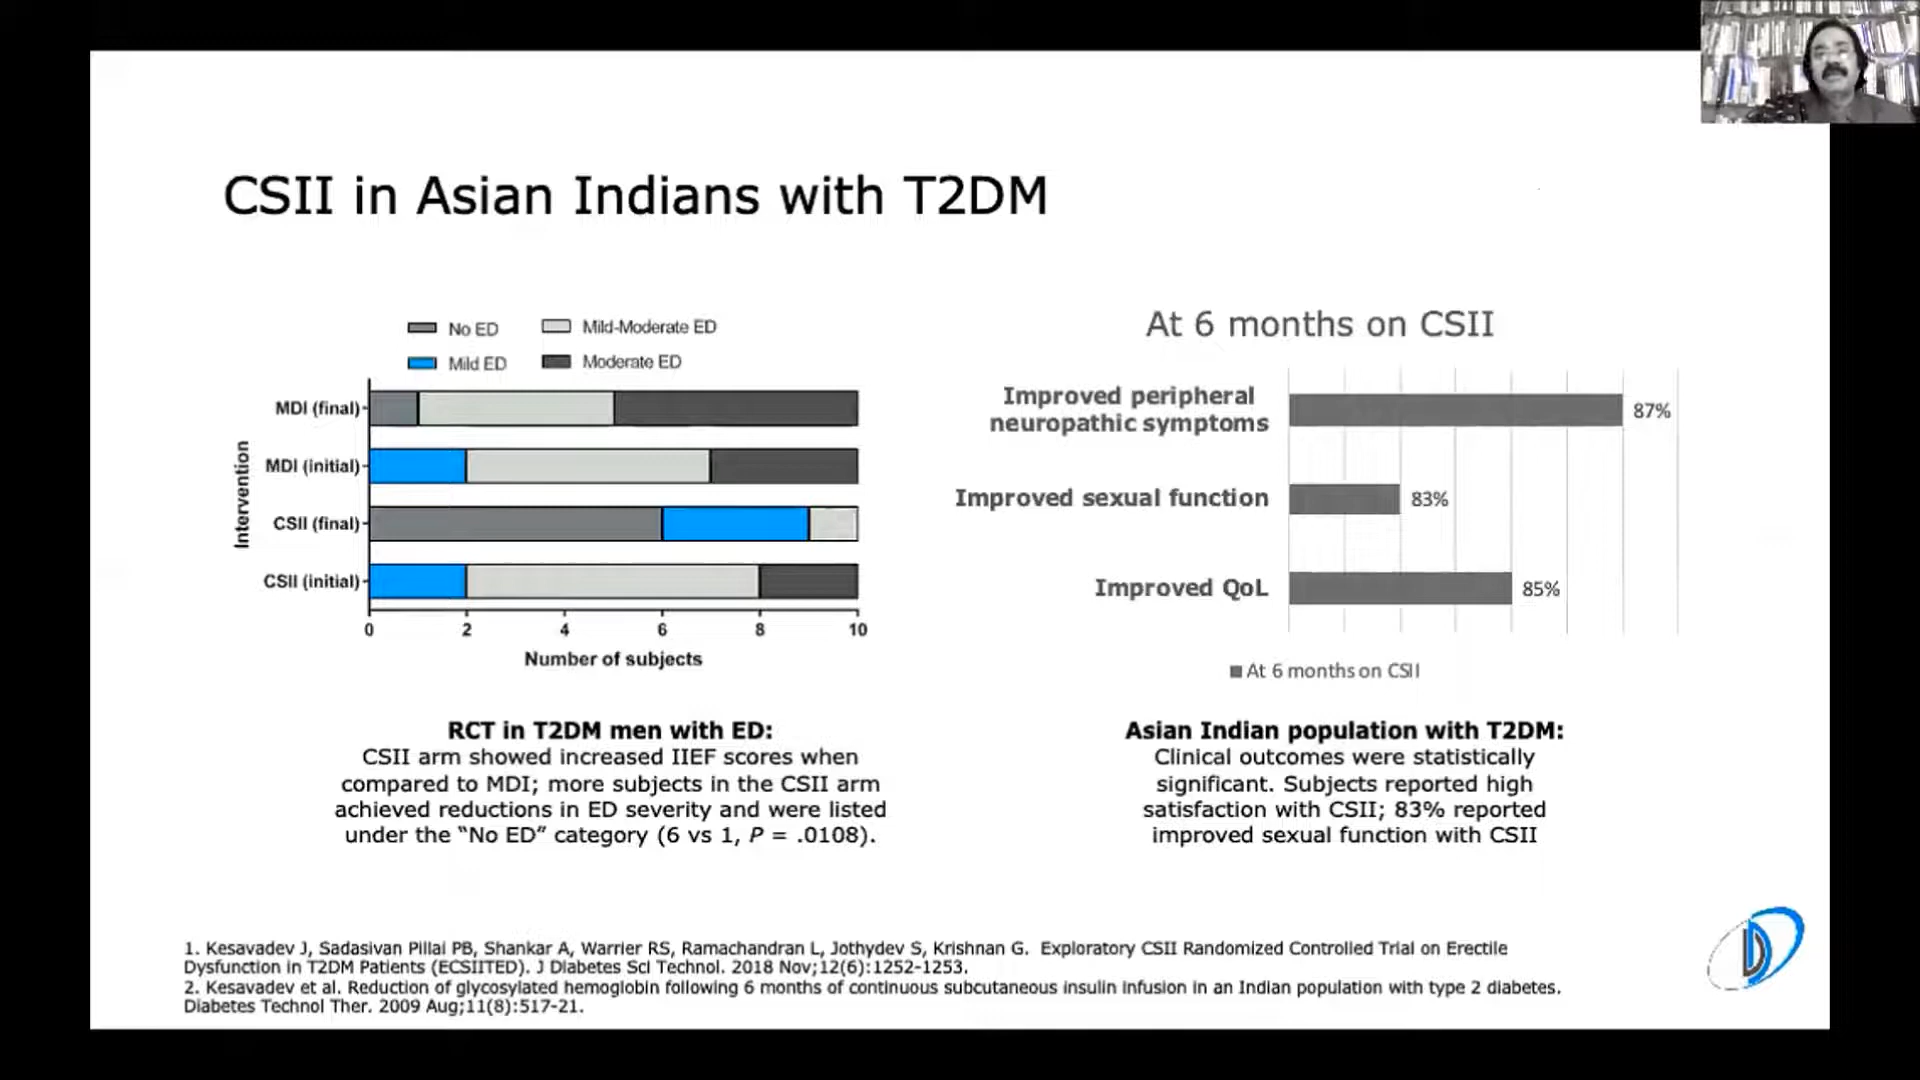 CSII in Asian Indians with T2DM
No ED
Mild-Moderate ED
Mild ED
Moderate ED
Intervention
MDI (final)
MDI (initial)
CSII (final)
CSII (initial)
0 2 4 6 8 10
Number of subjects
RCT in T2DM men with ED:
CSII arm showed increased IIEF scores when
compared to MDI; more subjects in the CSII arm
achieved reductions in ED severity and were listed
under the “No ED” category (6 vs 1, P = .0108).
At 6 months on CSII
Improved peripheral
neuropathic symptoms
87%
Improved sexual function
83%
Improved QoL
85%
At 6 months on CSII
Asian Indian population with T2DM:
Clinical outcomes were statistically
significant. Subjects reported high
satisfaction with CSII; 83% reported
improved sexual function with CSII
1. Kesavadev J, Sadasivan Pillai PB, Shankar A, Warrier RS, Ramachandran L, Jothydev S, Krishnan G. Exploratory CSII Randomized Controlled Trial on Erectile
Dysfunction in T2DM Patients (ECSIITED). J Diabetes Sci Technol. 2018 Nov;12(6):1252-1253.
2. Kesavadev et al. Reduction of glycosylated hemoglobin following 6 months of continuous subcutaneous insulin infusion in an Indian population with type 2 diabetes.
Diabetes Technol Ther. 2009 Aug;11(8):517-21.